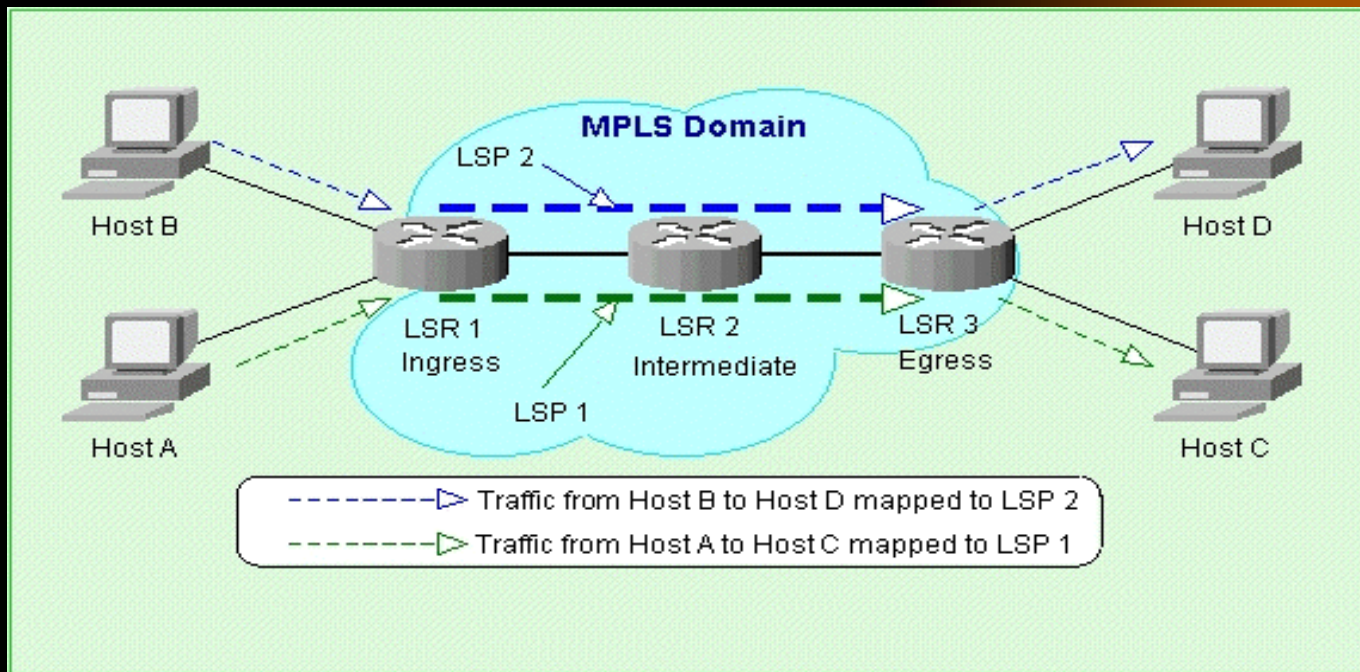 MPLS Domain
LSP 2
Host B
Host D
LSR 1
Ingress
LSR 2
Intermediate
LSR 3
Egress
LSP 1
Host A
Host C
Traffic from Host B to Host D mapped to LSP 2
Traffic from Host A to Host C mapped to LSP 1